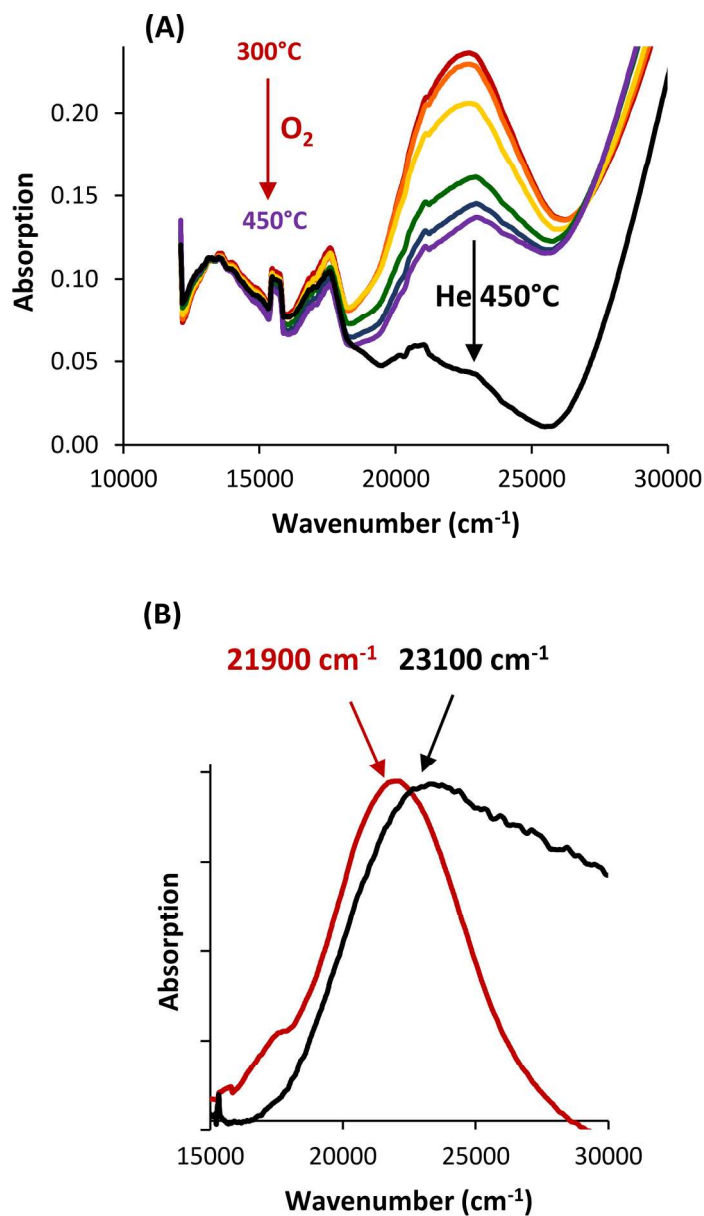 (A)
300°C
O2
450°C
He 450°C
0.20
0.15
0.10
0.05
0.00
Absorption
10000 15000 20000 25000 30000
Wavenumber (cm-1)
(B)
21900 cm-1 23100 cm-1
Absorption
15000 20000 25000 30000
Wavenumber (cm-1)